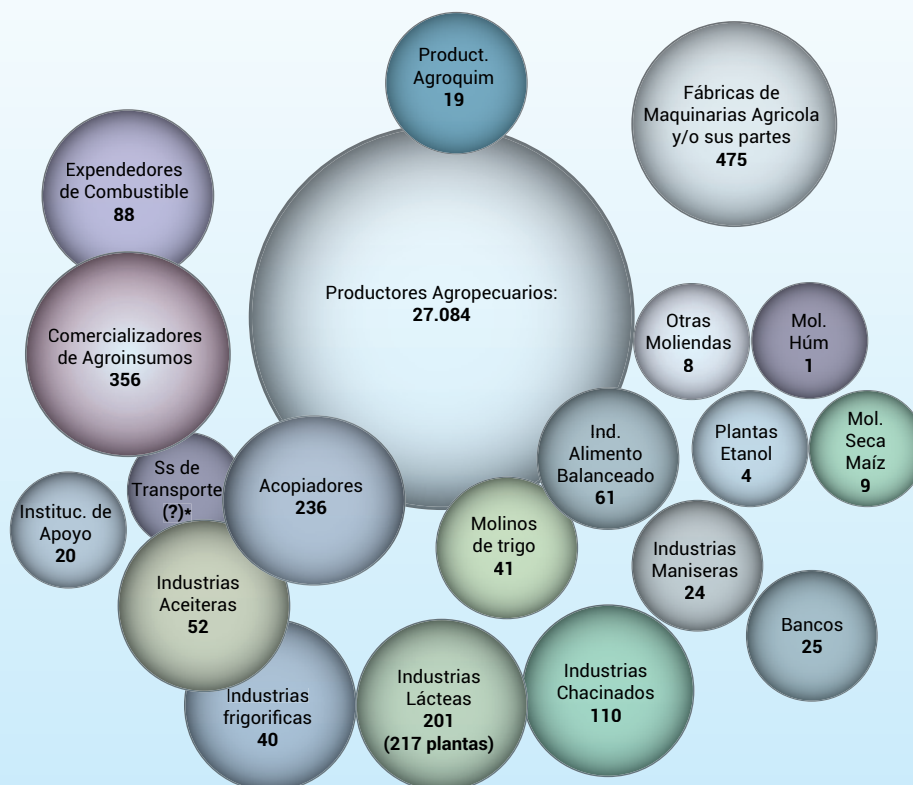 Product.
Agroquim
19
Fábricas de
Maquinarias Agricola
y/o sus partes
475
Expendedores
de Combustible
88
Productores Agropecuarios:
27.084
Comercializadores
de Agroinsumos
356
Otras
Moliendas
8
Mol.
Húm
1
Ss de
Transporte
(?)*
Acopiadores
236
Ind.
Alimento
Balanceado
61
Plantas
Etanol
4
Mol.
Seca
Maíz
9
Instituc. de
Apoyo
20
Molinos
de trigo
41
Industrias
Maniseras
24
Industrias
Aceiteras
52
Bancos
25
Industrias
frigorificas
40
Industrias
Lácteas
201
(217 plantas)
Industrias
Chacinados
110